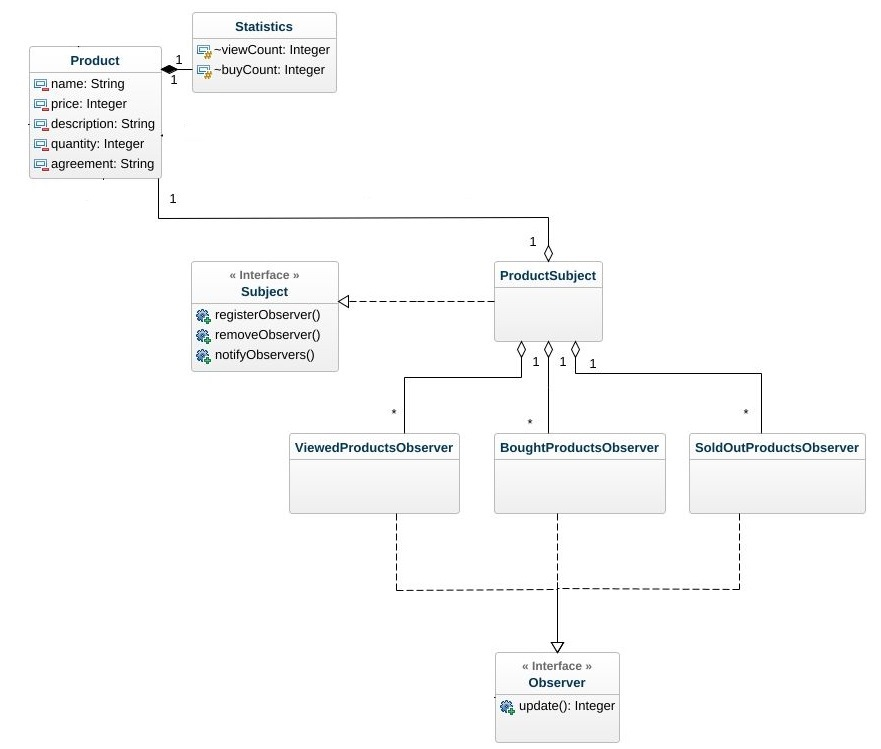 Statistics
~viewCount: Integer
~buyCount: Integer
Product
name: String
price: Integer
description: String
quantity: Integer
agreement: String
1
1
1
1
« Interface »
Subject
registerObserver()
removeObserver()
notifyObservers()
ProductSubject
1
1
1
*
*
*
ViewedProductsObserver
BoughtProductsObserver
SoldOutProductsObserver
« Interface »
Observer
update(): Integer